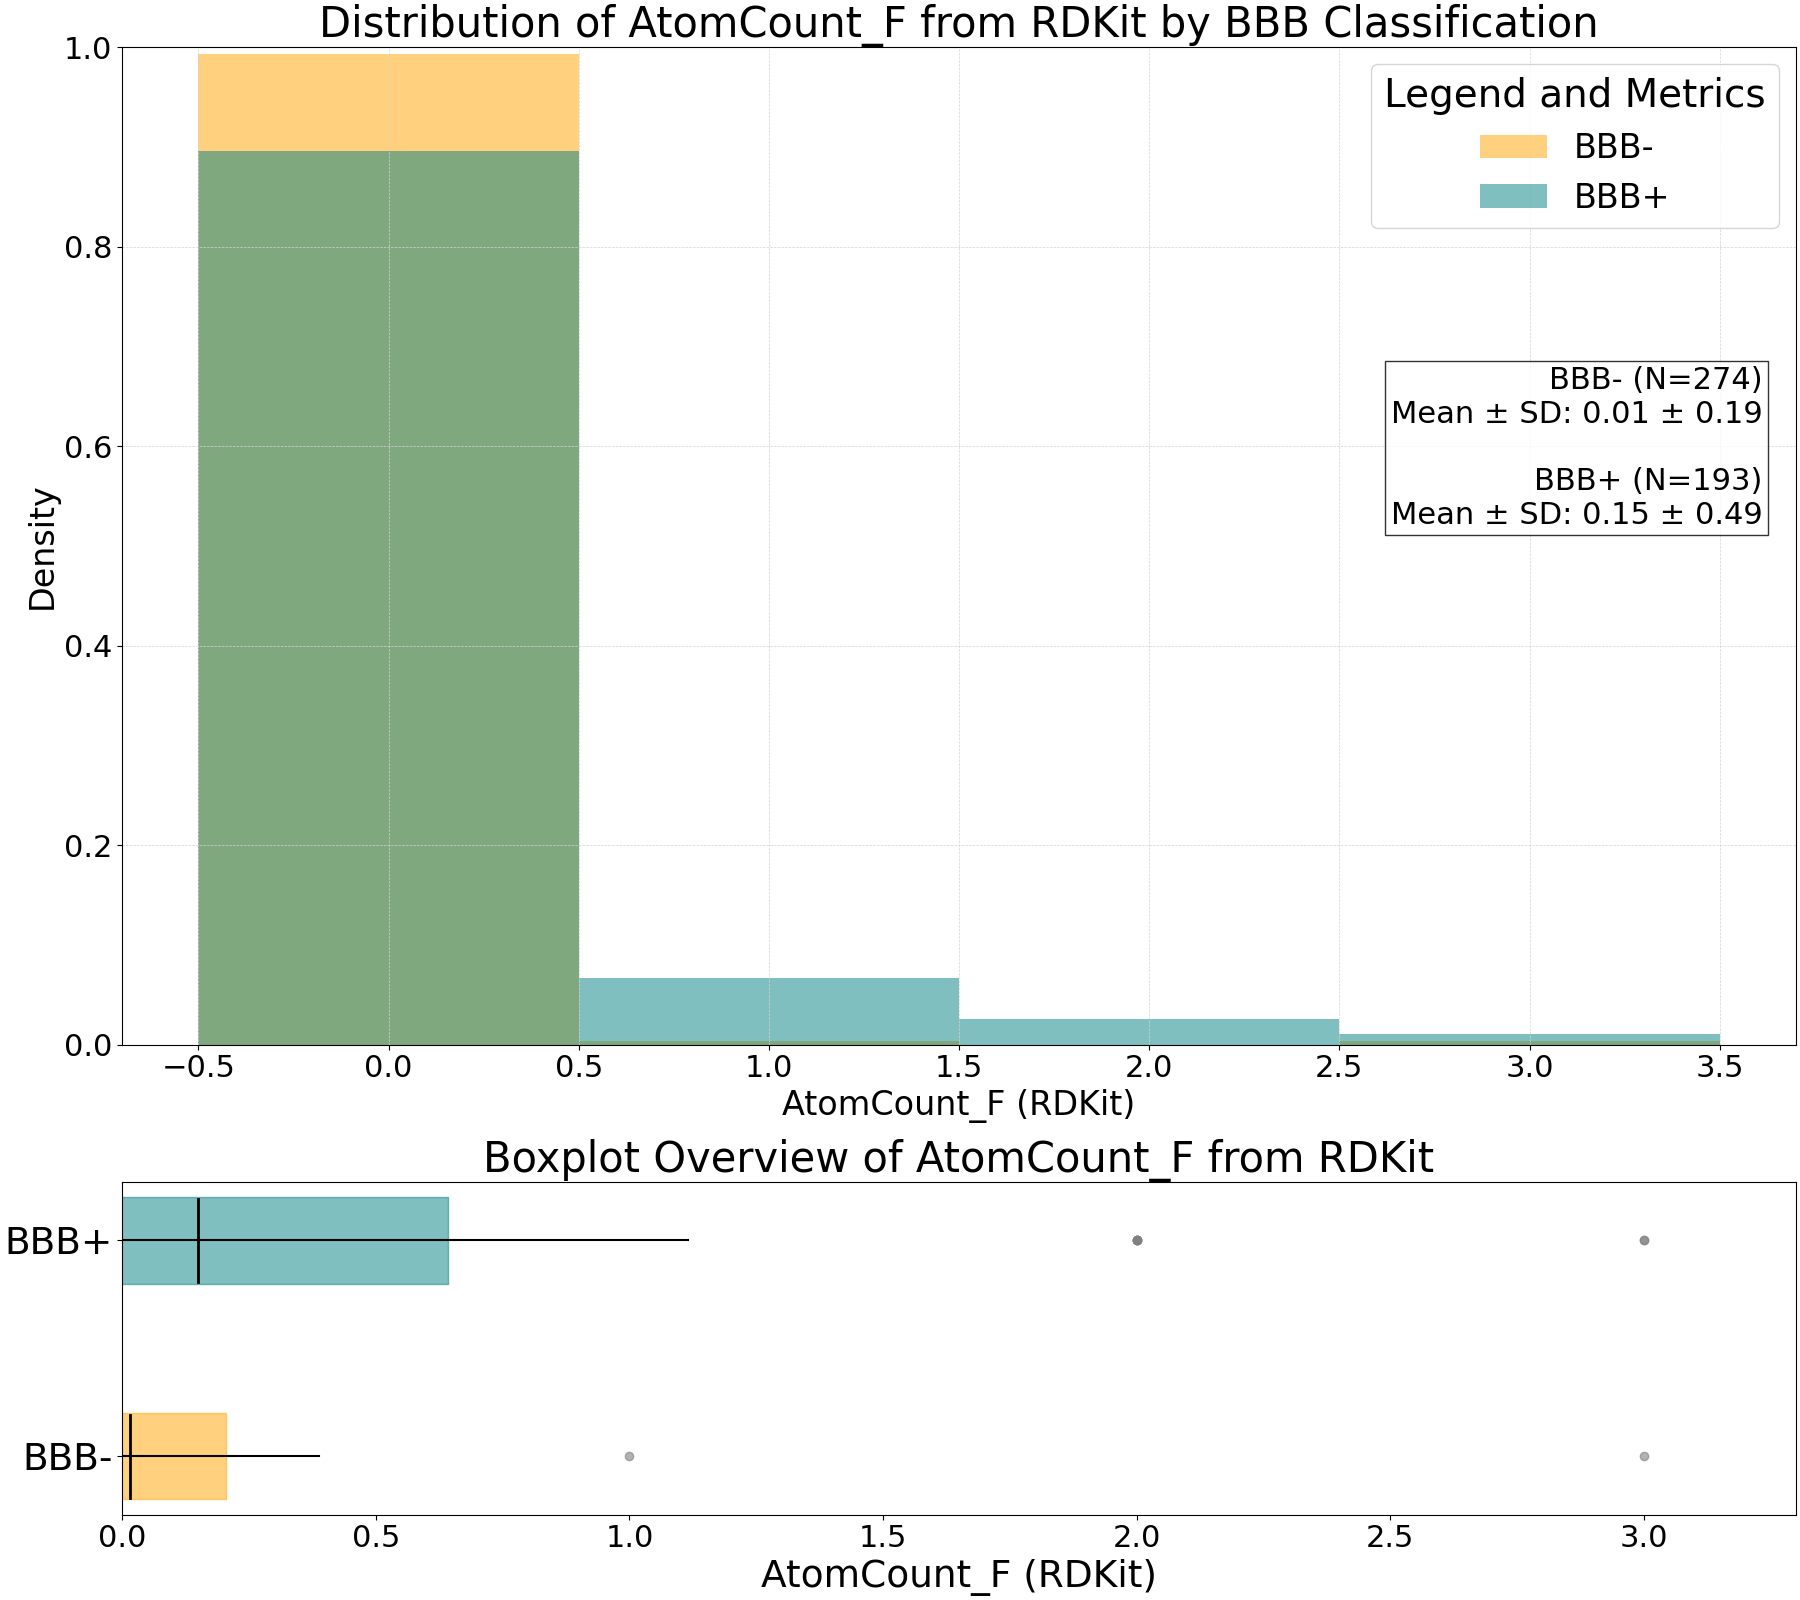 Distribution of AtomCount_F from RDKit by BBB Classification
1.0
0.8
0.6
0.4
0.2
0.0
Density
Legend and Metrics
BBB-
BBB+
BBB- (N=274)
Mean ± SD: 0.01 ± 0.19
BBB+ (N=193)
Mean ± SD: 0.15 ± 0.49
−0.5 0.0 0.5 1.0 1.5 2.0 2.5 3.0 3.5
AtomCount_F (RDKit)
Boxplot Overview of AtomCount_F from RDKit
BBB+
BBB-
0.0 0.5 1.0 1.5 2.0 2.5 3.0
AtomCount_F (RDKit)